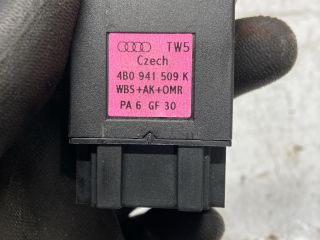 TW5
Czech
4B0 941 509 K
WBS+AK+OMR
PA 6 GF 30